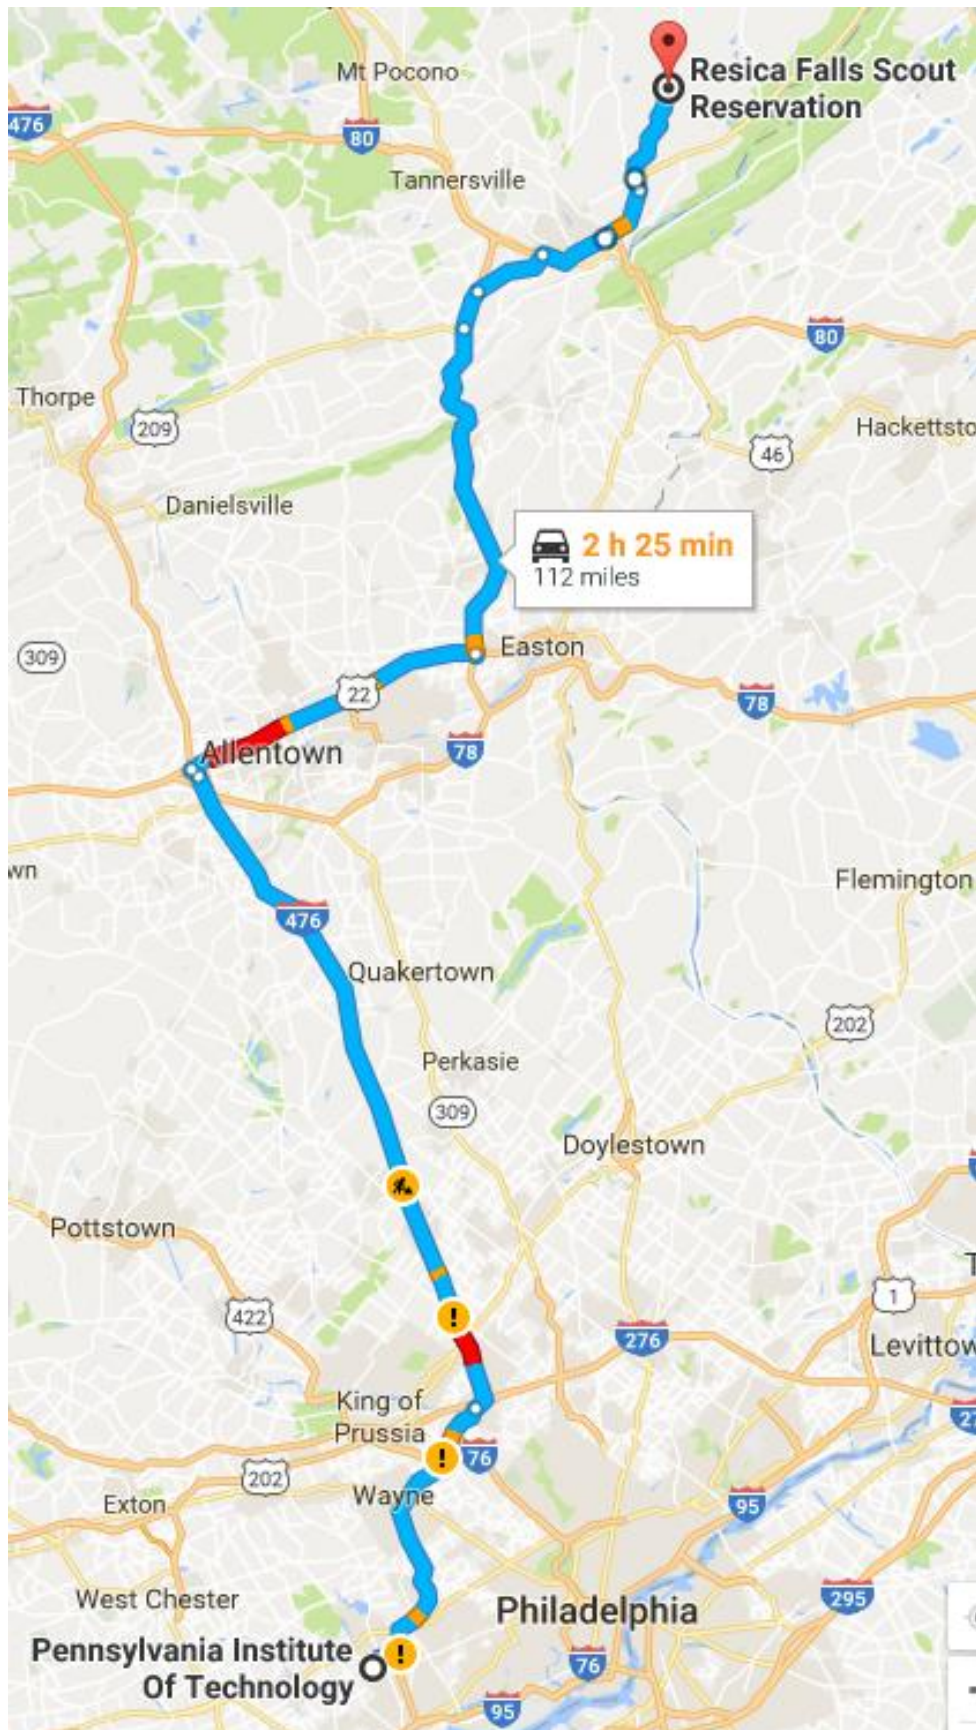 Mt Pocono
Resica Falls Scout
Reservation
476
80
Tannersville
80
Thorpe
209
Hackettsto
46
Danielsville
2 h 25 min
112 miles
Easton
309
22
78
Allentown
78
wn
Flemington
476
Quakertown
202
Perkasie
309
Doylestown
Pottstown
T
1
422
276
Levittow
King of
Prussia
27
76
202
Wayne
Exton
95
West Chester
295
Philadelphia
Pennsylvania Institute
Of Technology
76
95